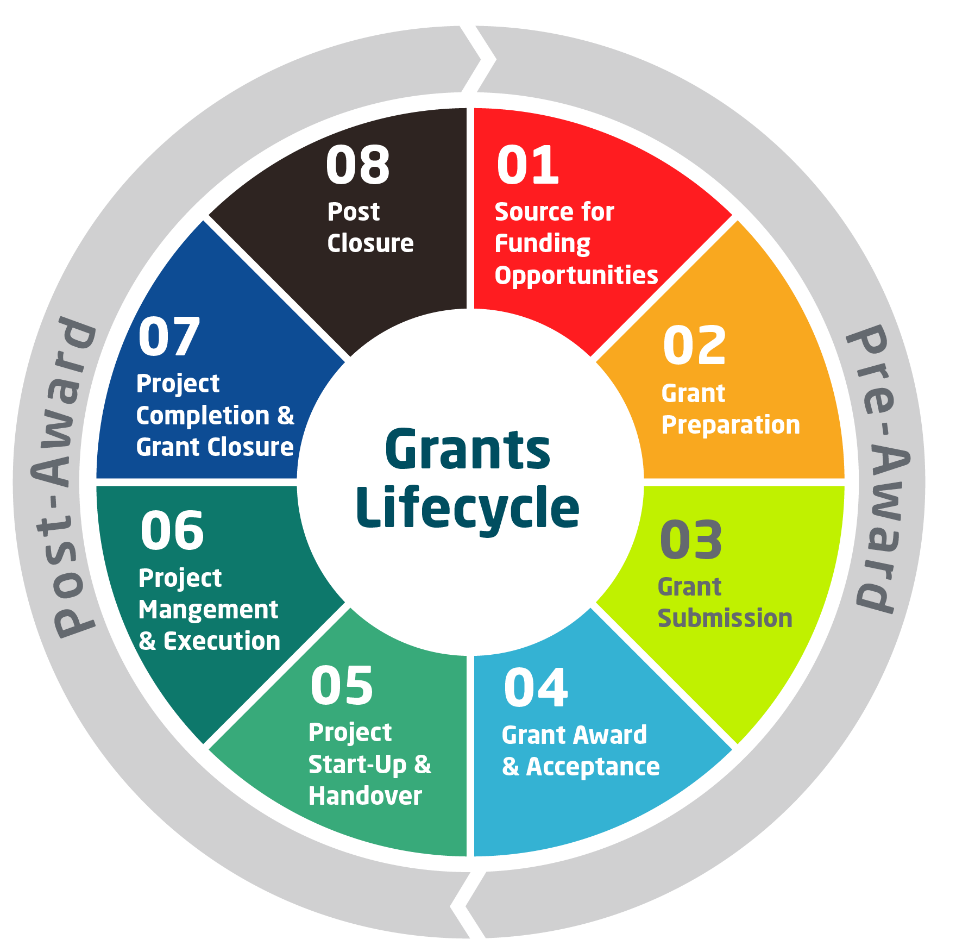 Grants
Lifecycle
Pre-Award
01
Source for
Funding
Opportunities
02
Grant
Preparation
03
Grant
Submission
04
Grant Award
& Acceptance
Post-Award
05
Project
Start-Up &
Handover
06
Project
Mangement
& Execution
07
Project
Completion &
Grant Closure
08
Post
Closure